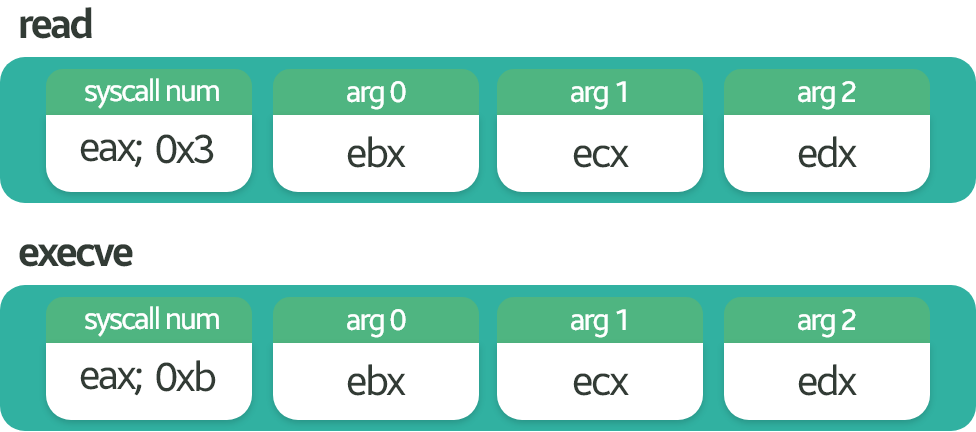 read
syscall num arg 0 arg 1 arg 2
eax; 0x3 ebx ecx edx
execve
syscall num arg 0 arg 1 arg 2
eax; 0xb ebx ecx edx